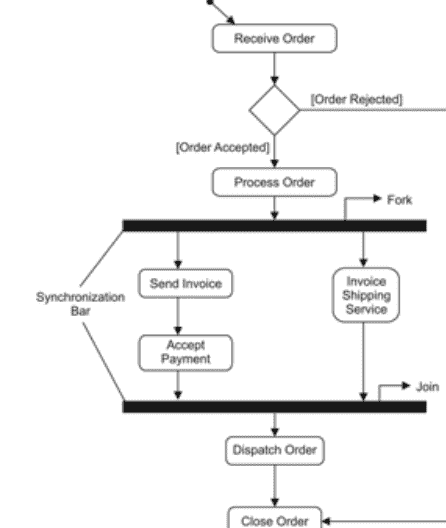 Receive Order
[Order Rejected]
[Order Accepted]
Process Order
Fork
Send Invoice
Invoice
Shipping
Service
Synchronization
Bar
Accept
Payment
Join
Dispatch Order
Close Order